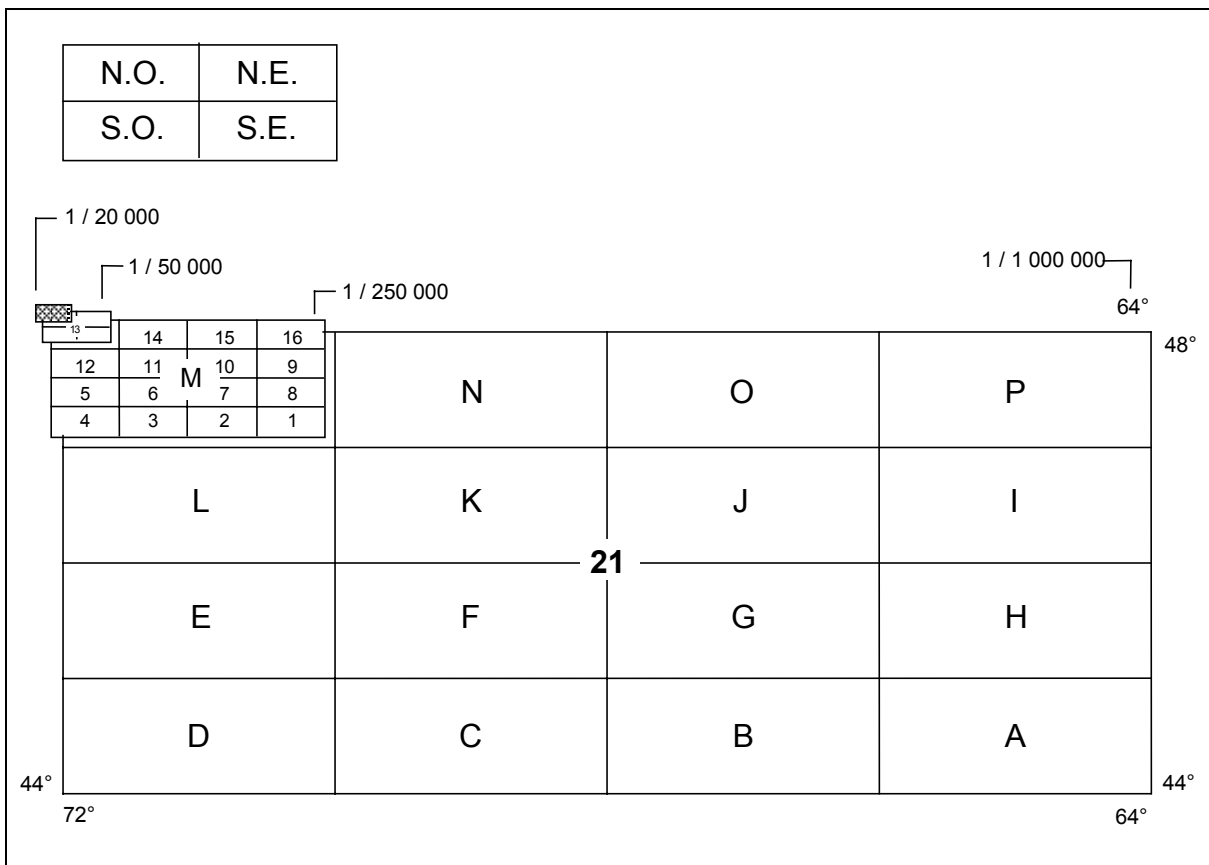 N.O. N.E.
S.O. S.E.
1 / 20 000
1 / 50 000
1 / 1 000 000
1 / 250 000
64°
48°
13 14 15 16
12 11 10 9
M
5 6 7 8
4 3 2 1
N O P
L K J I
21
E F G H
D C B A
44° 44°
72° 64°